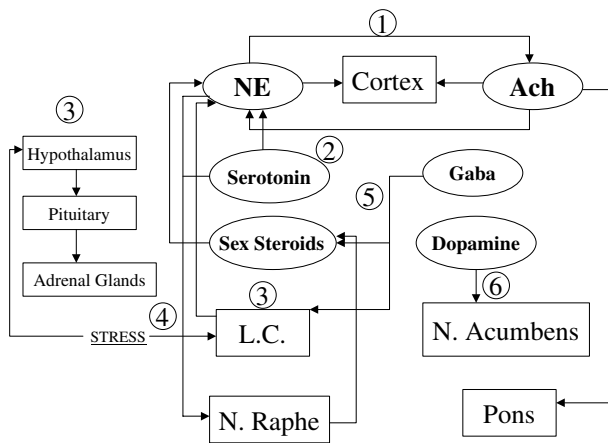 1
NE
Cortex
Ach
3
Hypothalamus
2
Serotonin
Gaba
5
Pituitary
Sex Steroids
Dopamine
Adrenal Glands
3
6
4
STRESS
L.C.
N. Acumbens
N. Raphe
Pons